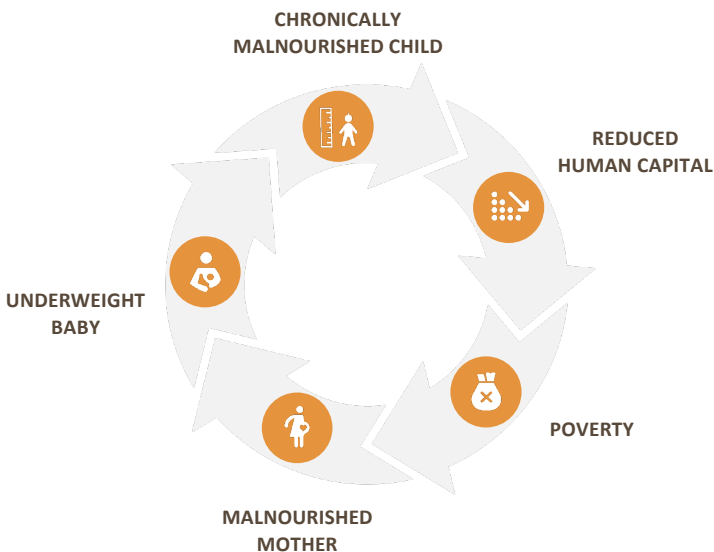 CHRONICALLY
MALNOURISHED CHILD
REDUCED
HUMAN CAPITAL
POVERTY
MALNOURISHED
MOTHER
UNDERWEIGHT
BABY